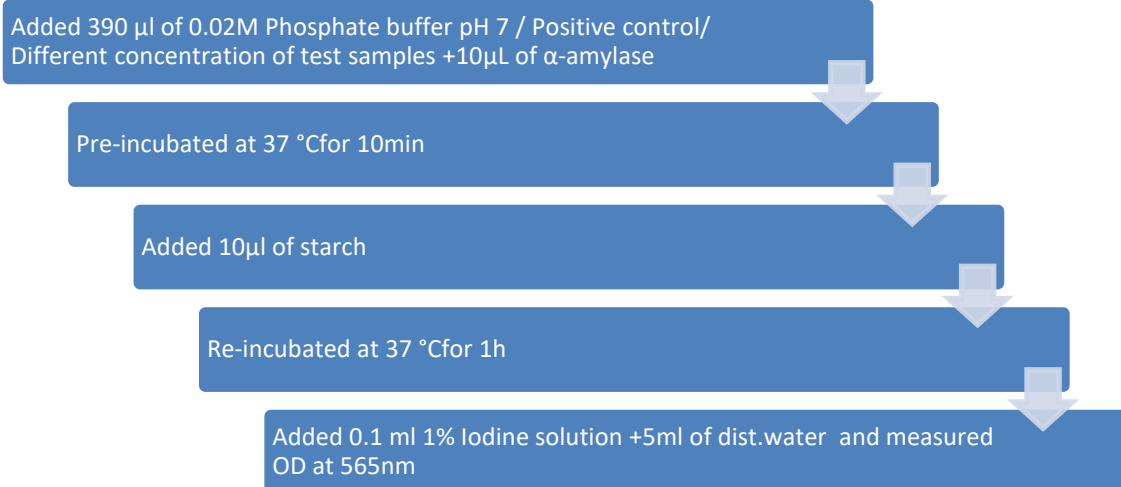 Added 390 µl of 0.02M Phosphate buffer pH 7 / Positive control/
Different concentration of test samples +10µL of α-amylase
Pre-incubated at 37 °Cfor 10min
Added 10µl of starch
Re-incubated at 37 °Cfor 1h
Added 0.1 ml 1% Iodine solution +5ml of dist.water  and measured
OD at 565nm